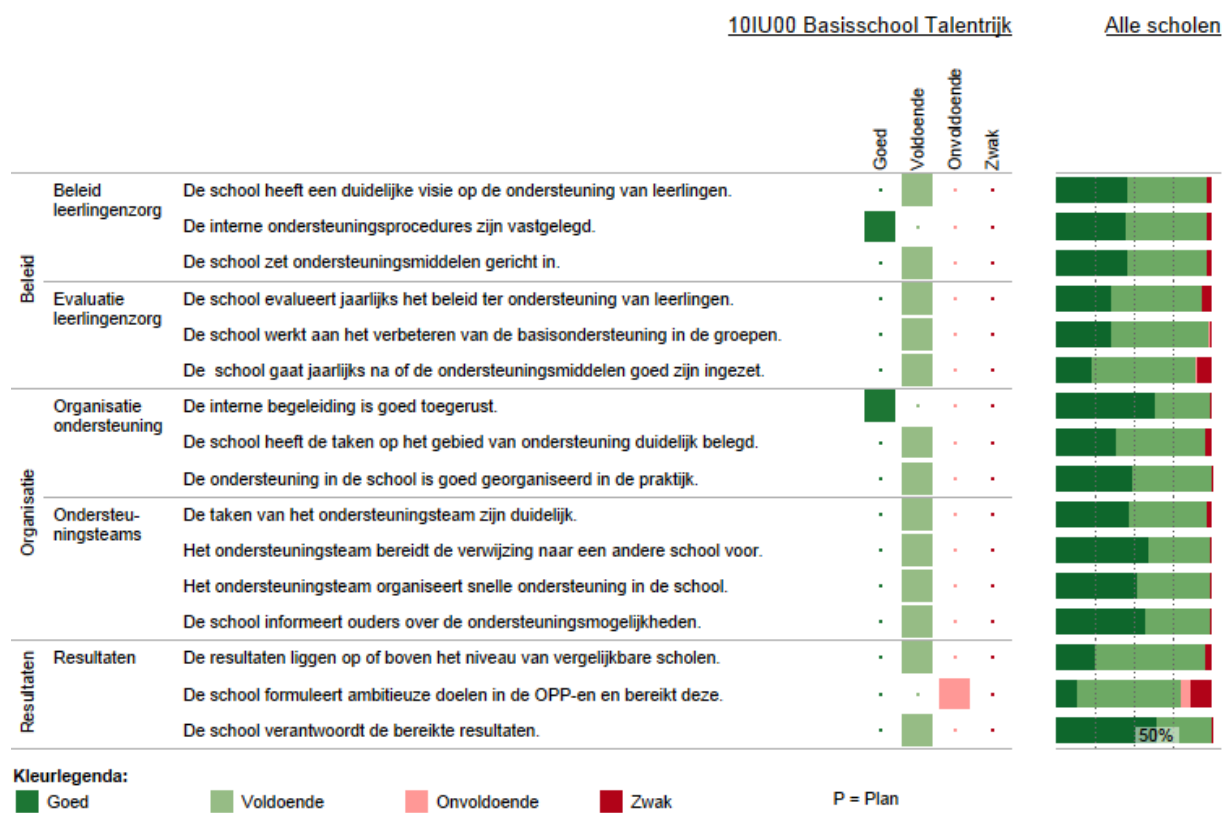 10IU00 Basisschool Talentrijk
Alle scholen
Goed
Voldoende
Onvoldoende
Zwak
Beleid
Beleid
leerlingenzorg
De school heeft een duidelijke visie op de ondersteuning van leerlingen.
De interne ondersteuningsprocedures zijn vastgelegd.
De school zet ondersteuningsmiddelen gericht in.
Evaluatie
leerlingenzorg
De school evalueert jaarlijks het beleid ter ondersteuning van leerlingen.
De school werkt aan het verbeteren van de basisondersteuning in de groepen.
De school gaat jaarlijks na of de ondersteuningsmiddelen goed zijn ingezet.
Organisatie
Organisatie
ondersteuning
De interne begeleiding is goed toegerust.
De school heeft de taken op het gebied van ondersteuning duidelijk belegd.
De ondersteuning in de school is goed georganiseerd in de praktijk.
Ondersteu-
ningsteams
De taken van het ondersteuningsteam zijn duidelijk.
Het ondersteuningsteam bereidt de verwijzing naar een andere school voor.
Het ondersteuningsteam organiseert snelle ondersteuning in de school.
De school informeert ouders over de ondersteuningsmogelijkheden.
Resultaten
Resultaten
De resultaten liggen op of boven het niveau van vergelijkbare scholen.
De school formuleert ambitieuze doelen in de OPP-en en bereikt deze.
De school verantwoordt de bereikte resultaten.
50%
Kleurlegenda:
Goed
Voldoende
Onvoldoende
Zwak
P = Plan